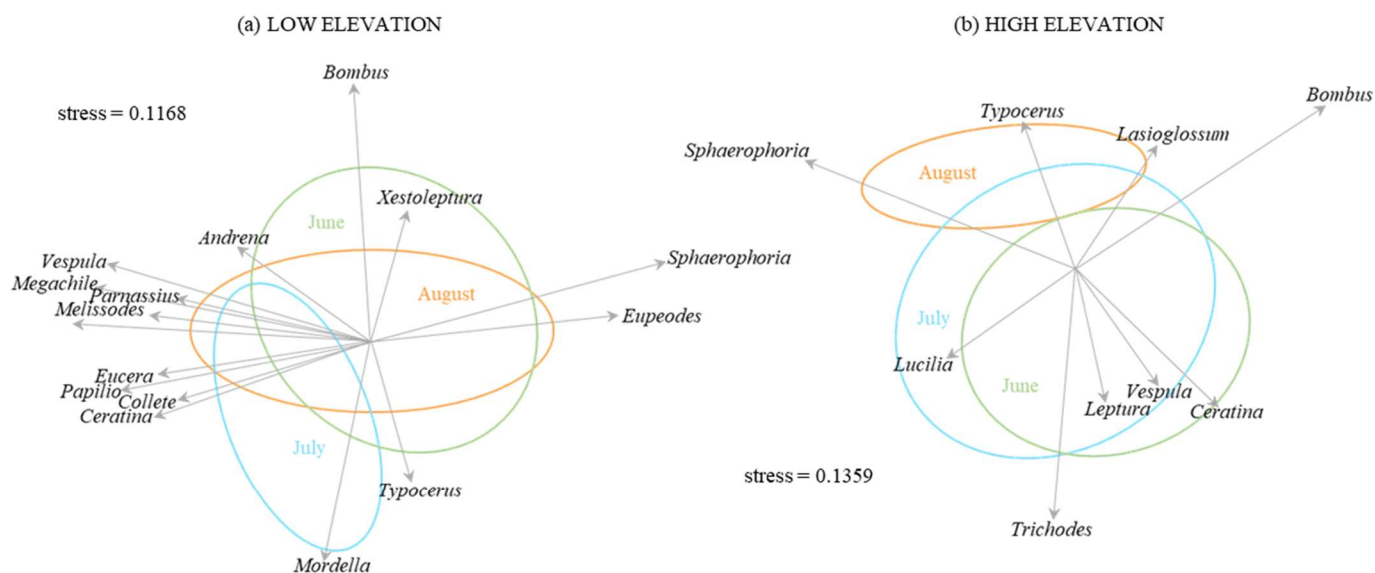 (a) LOW ELEVATION
stress = 0.1168
Bombus
Xestoleptura
June
Andrena
Vespula
Megachile
Parnassius
Melissodes
Sphaerophoria
August
Eupeodes
Eucera
Papilio
Collete
Ceratina
July
Typocerus
Mordella
(b) HIGH ELEVATION
Bombus
Typocerus
Lasioglossum
Sphaerophoria
August
July
Lucilia
June
Vespula
Leptura
Ceratina
stress = 0.1359
Trichodes